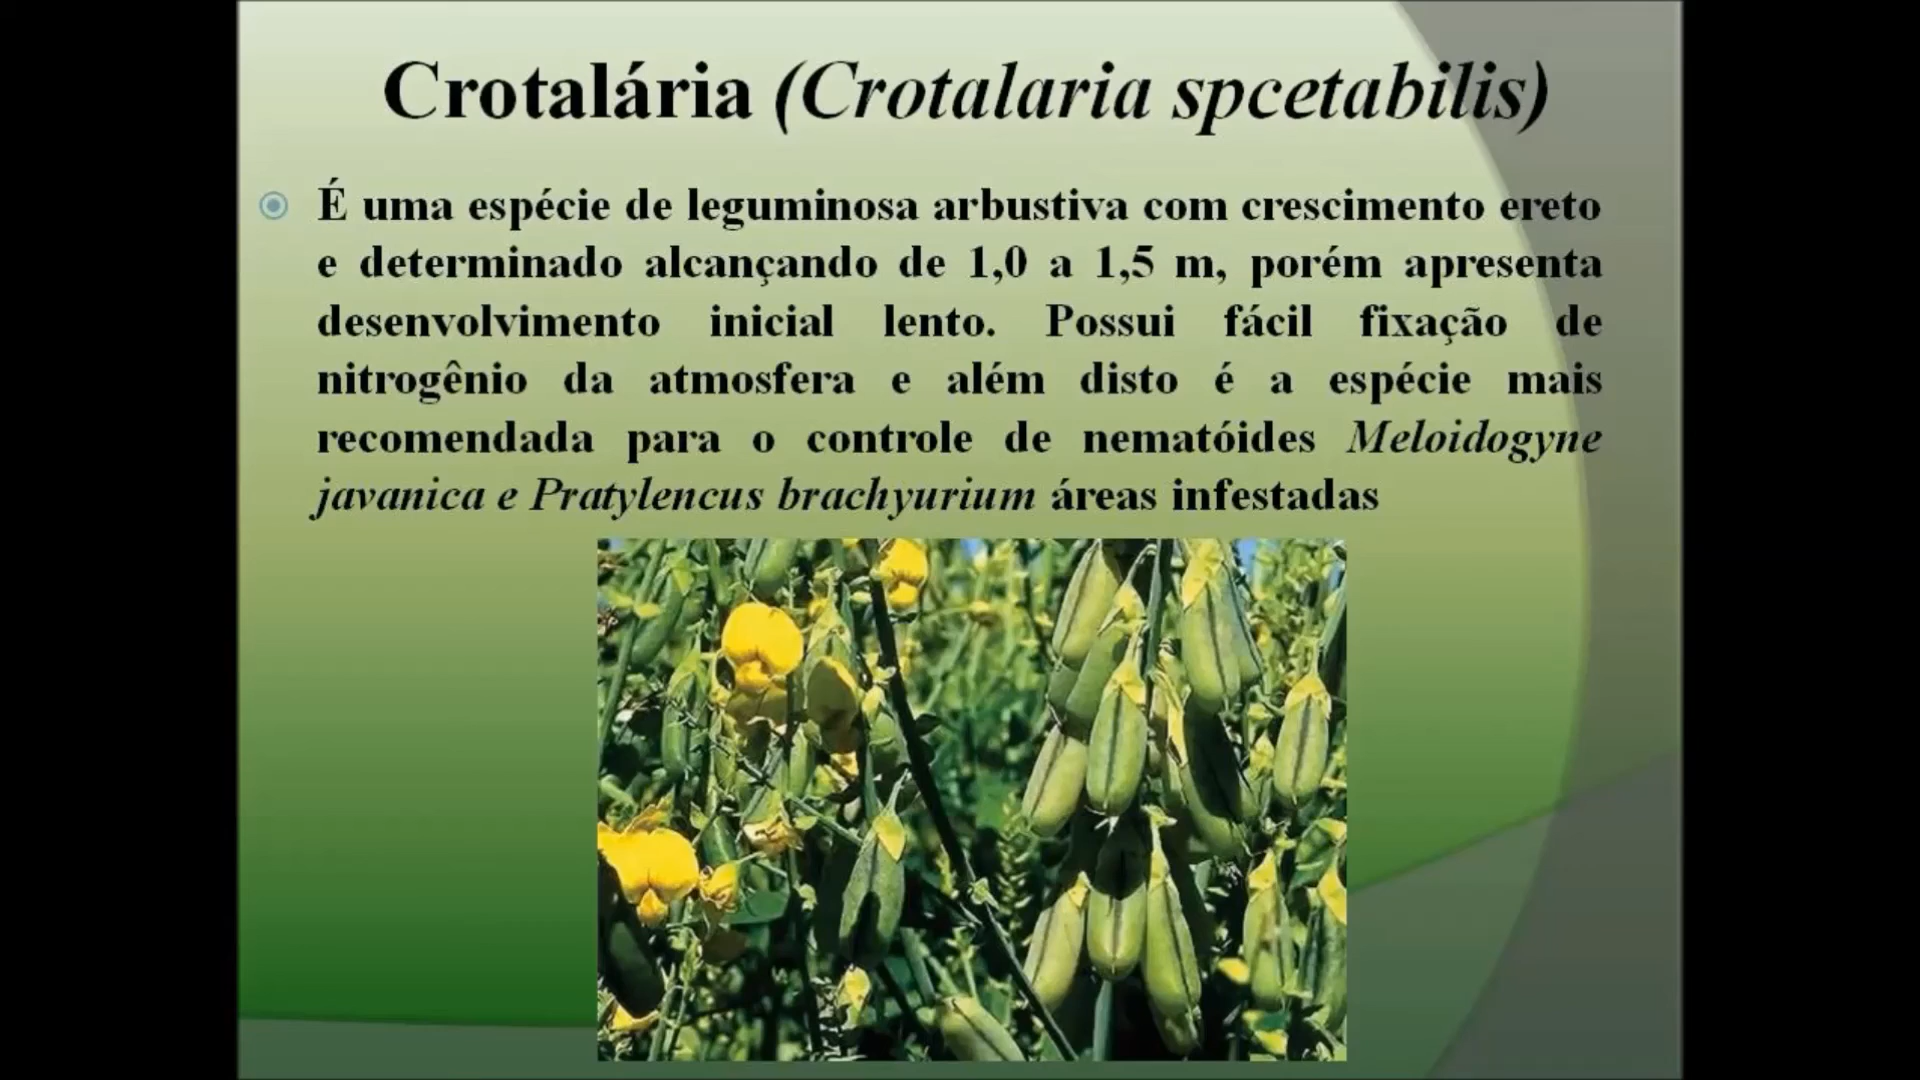 Crotalária (Crotalaria spcetabilis)
É uma espécie de leguminosa arbustiva com crescimento ereto
e determinado alcançando de 1,0 a 1,5 m, porém apresenta
desenvolvimento inicial lento. Possui fácil fixação de
nitrogênio da atmosfera e além disto é a espécie mais
recomendada para o controle de nematóides Meloidogyne
javanica e Pratylencus brachyurium áreas infestadas